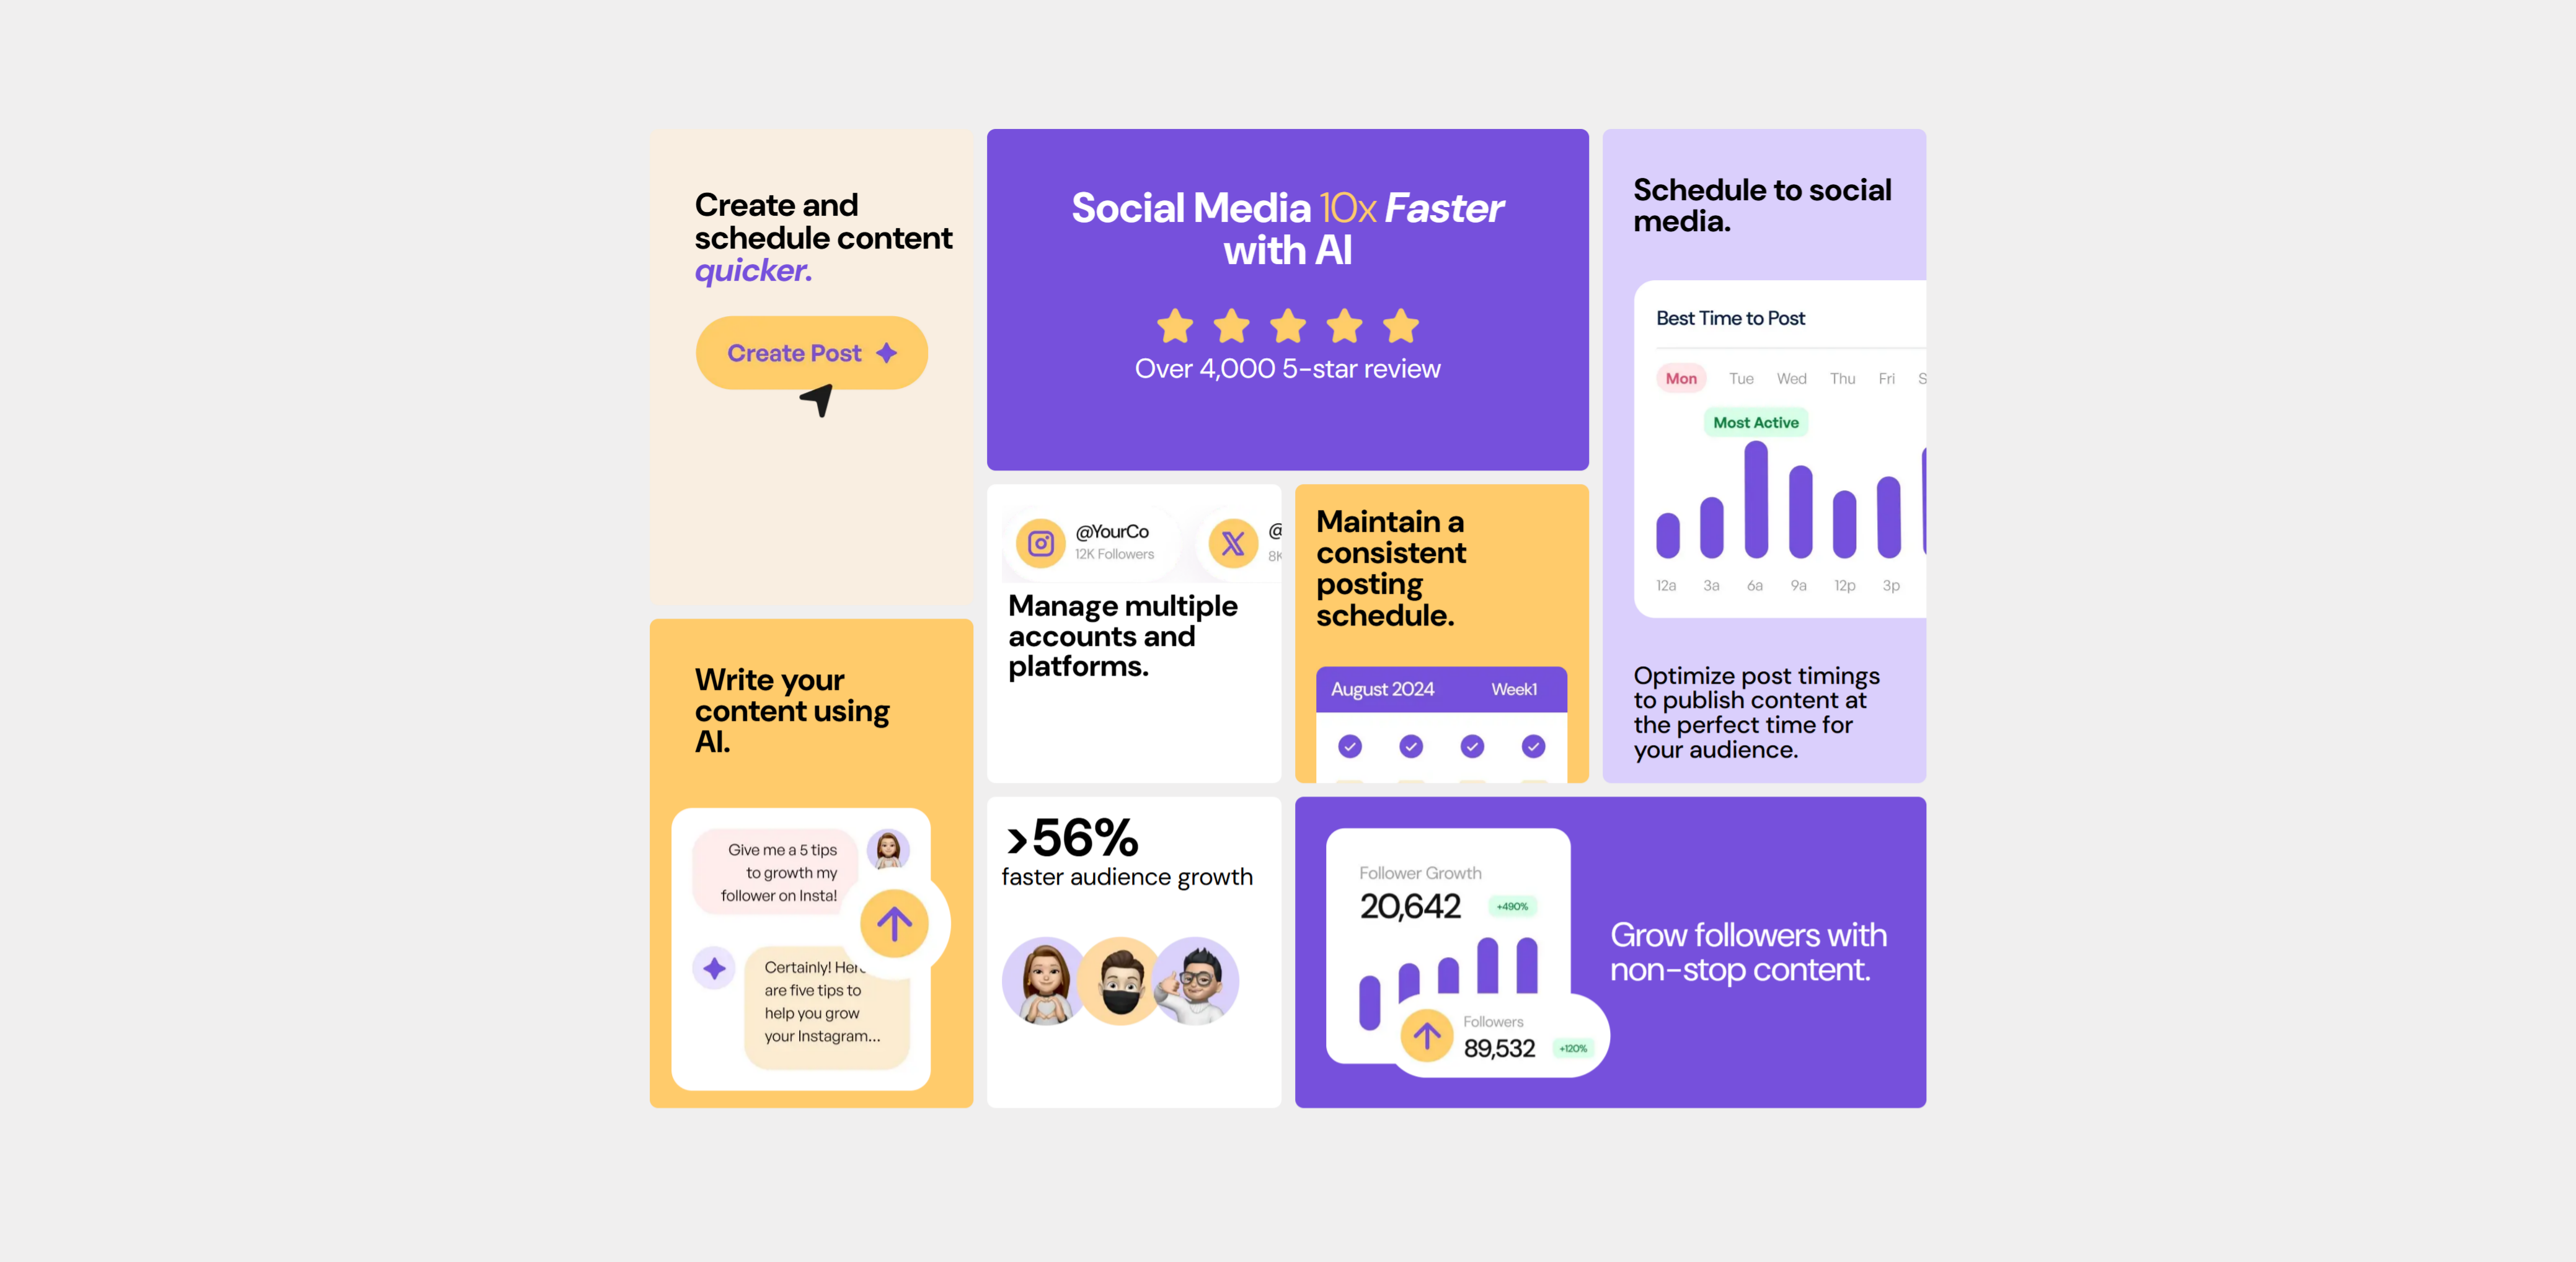 Create and
schedule content
quicker.
Create Post
Social Media 10x Faster
with AI
Over 4,000 5-star review
Schedule to social
media.
Best Time to Post
Mon Tue Wed Thu Fri S
Most Active
12a 3a 6a 9a 12p 3p
Optimize post timings
to publish content at
the perfect time for
your audience.
@YourCo
12K Followers
@
8K
Manage multiple
accounts and
platforms.
Maintain a
consistent
posting
schedule.
August 2024 Week1
Write your
content using
AI.
Give me a 5 tips
to growth my
follower on Insta!
Certainly! Here
are five tips to
help you grow
your Instagram...
>56%
faster audience growth
Follower Growth
20,642 +490%
Followers
89,532 +120%
Grow followers with
non-stop content.